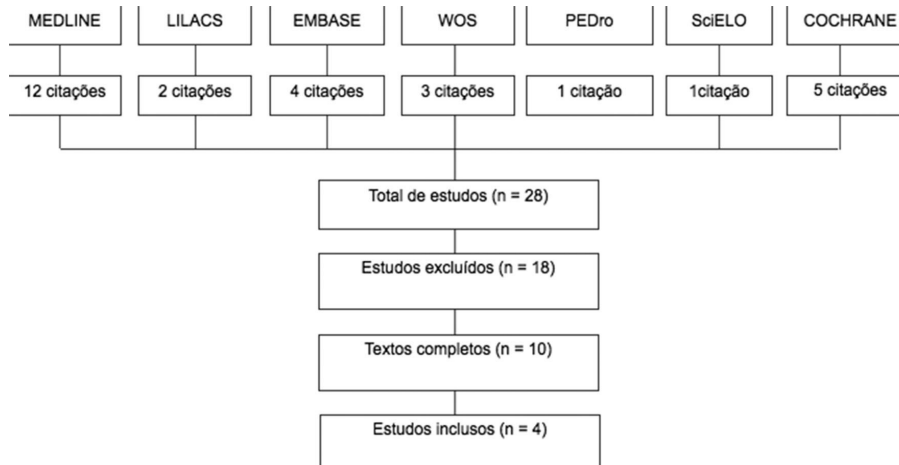 MEDLINE LILACS EMBASE WOS PEDro SciELO COCHRANE
12 citações 2 citações 4 citações 3 citações 1 citação 1citação 5 citações
Total de estudos (n = 28)
Estudos excluídos (n = 18)
Textos completos (n = 10)
Estudos inclusos (n = 4)